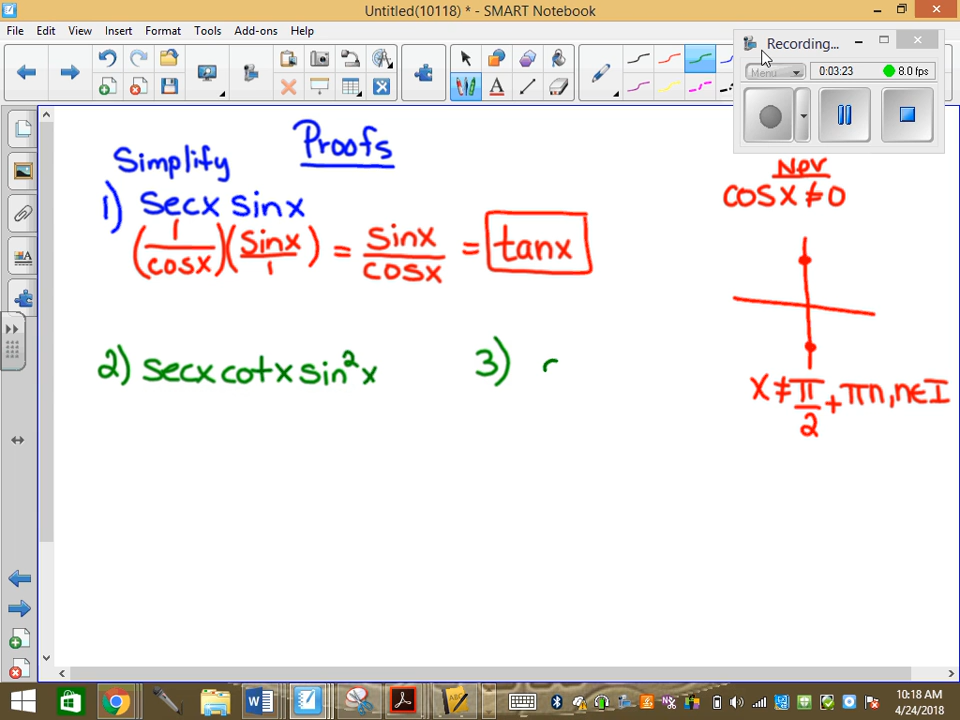 Untitled(10118) * - SMART Notebook
File Edit View Insert Format Tools Add-ons Help
Recording...
Menu 0:03:23 8.0 fps
Proofs
Simplify
1) secx sinx
(1/cosx)(sinx/1) = sinx/cosx = tanx
NPV
cosx ≠ 0
2) secx cotx sin²x 3)
x ≠ π/2 + πn, n∈I
10:18 AM
4/24/2018